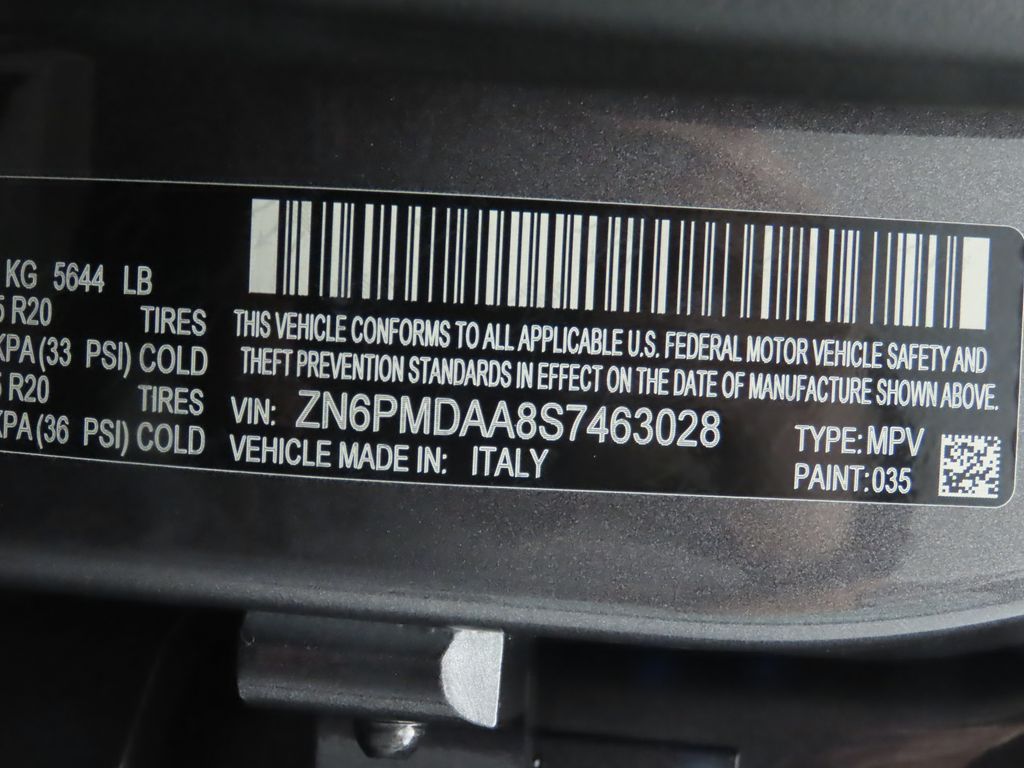 KG 5644 LB
5 R20 TIRES
KPA(33 PSI) COLD
5 R20 TIRES
KPA(36 PSI) COLD
THIS VEHICLE CONFORMS TO ALL APPLICABLE U.S. FEDERAL MOTOR VEHICLE SAFETY AND
THEFT PREVENTION STANDARDS IN EFFECT ON THE DATE OF MANUFACTURE SHOWN ABOVE.
VIN: ZN6PMDAA8S7463028
VEHICLE MADE IN: ITALY
TYPE: MPV
PAINT: 035